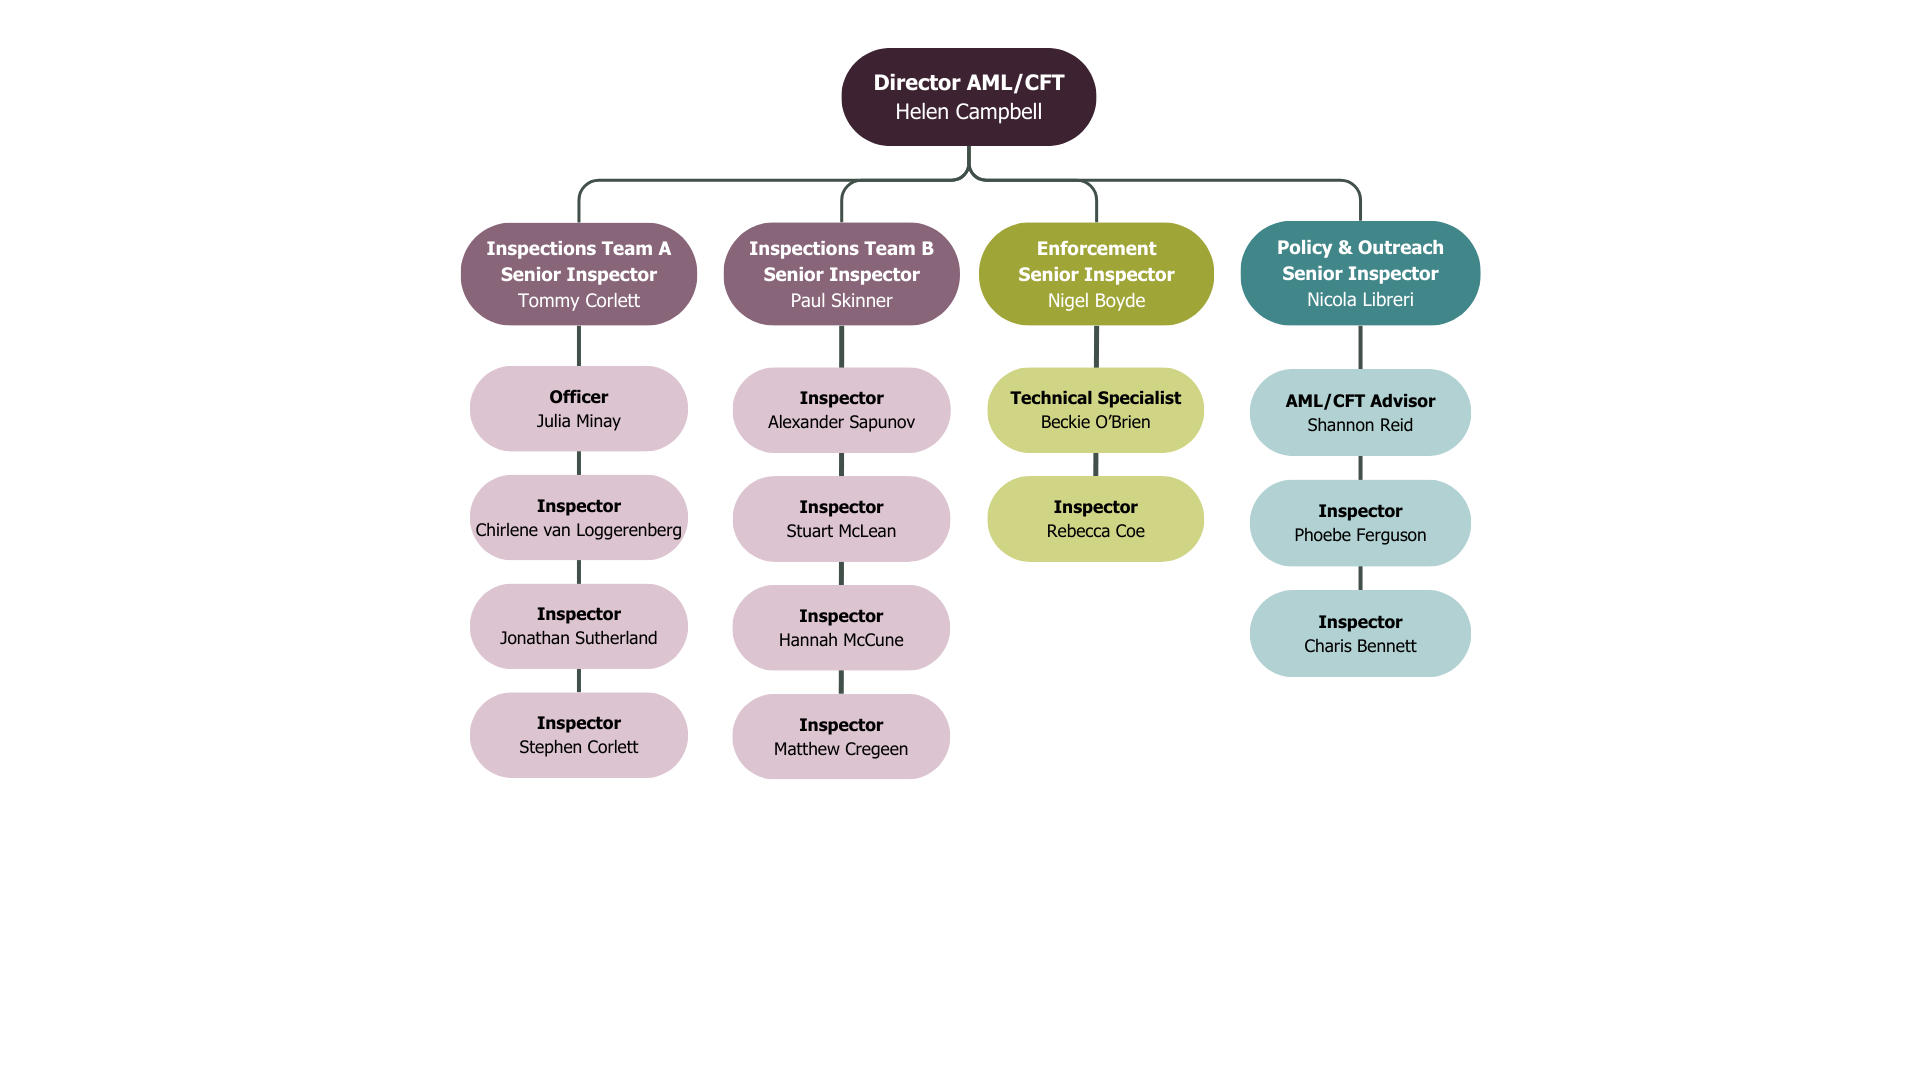 Director AML/CFT
Helen Campbell
Inspections Team A
Senior Inspector
Tommy Corlett
Officer
Julia Minay
Inspector
Chirlene van Loggerenberg
Inspector
Jonathan Sutherland
Inspector
Stephen Corlett
Inspections Team B
Senior Inspector
Paul Skinner
Inspector
Alexander Sapunov
Inspector
Stuart McLean
Inspector
Hannah McCune
Inspector
Matthew Cregeen
Enforcement
Senior Inspector
Nigel Boyde
Technical Specialist
Beckie O’Brien
Inspector
Rebecca Coe
Policy & Outreach
Senior Inspector
Nicola Libreri
AML/CFT Advisor
Shannon Reid
Inspector
Phoebe Ferguson
Inspector
Charis Bennett